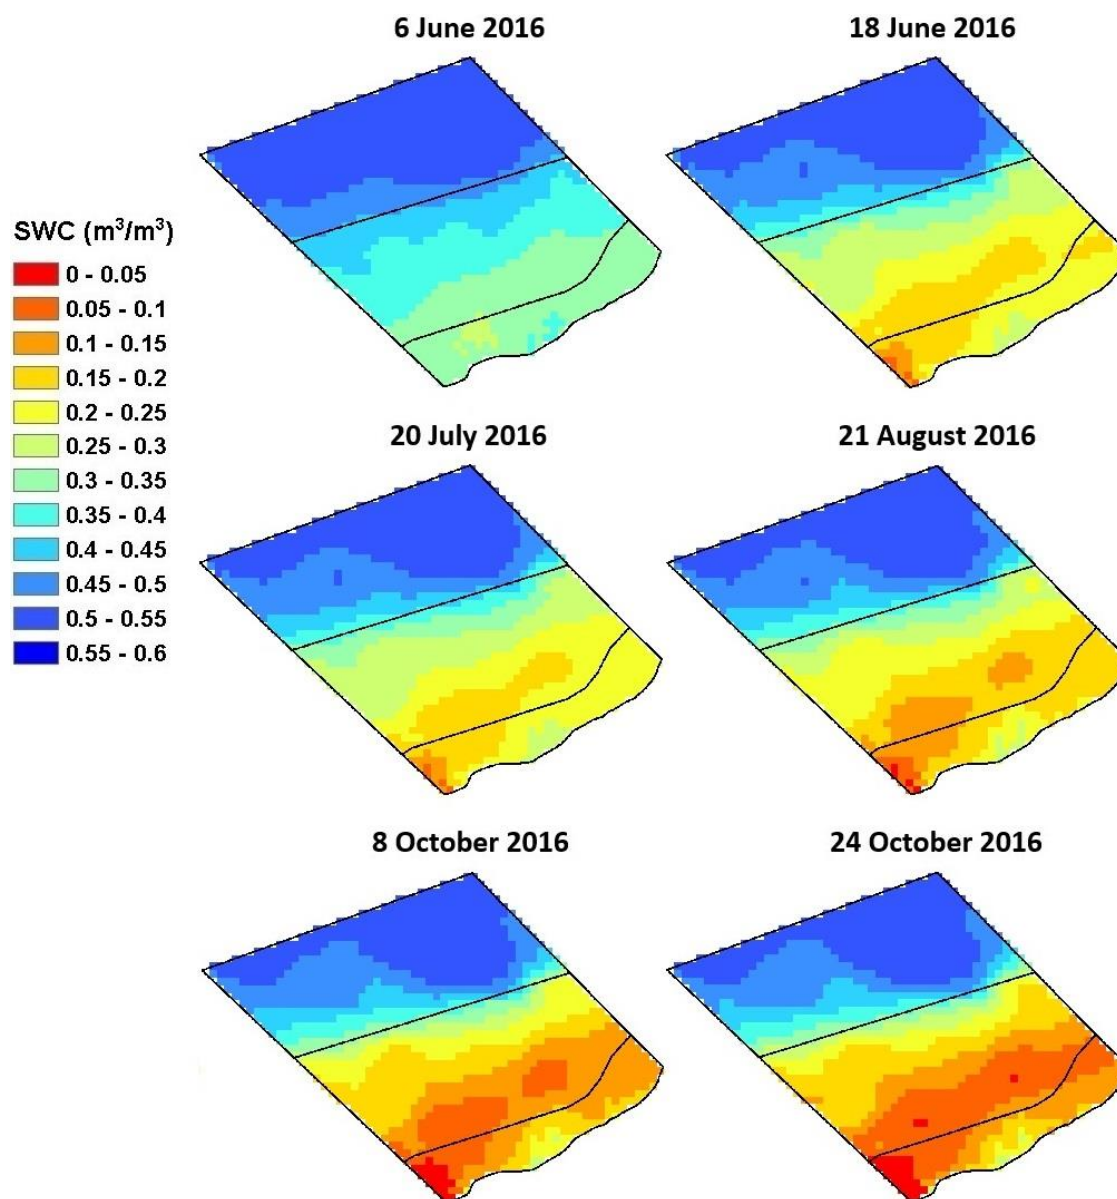 6 June 2016
18 June 2016
SWC (m³/m³)
0 - 0.05
0.05 - 0.1
0.1 - 0.15
0.15 - 0.2
0.2 - 0.25
0.25 - 0.3
0.3 - 0.35
0.35 - 0.4
0.4 - 0.45
0.45 - 0.5
0.5 - 0.55
0.55 - 0.6
20 July 2016
21 August 2016
8 October 2016
24 October 2016